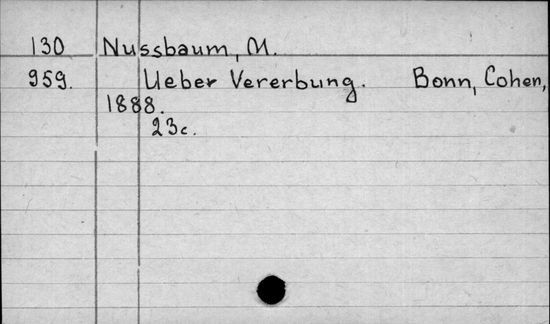 130 Nussbaum, M.
959. Ueber Vererbung. Bonn, Cohen,
1888.
23c.